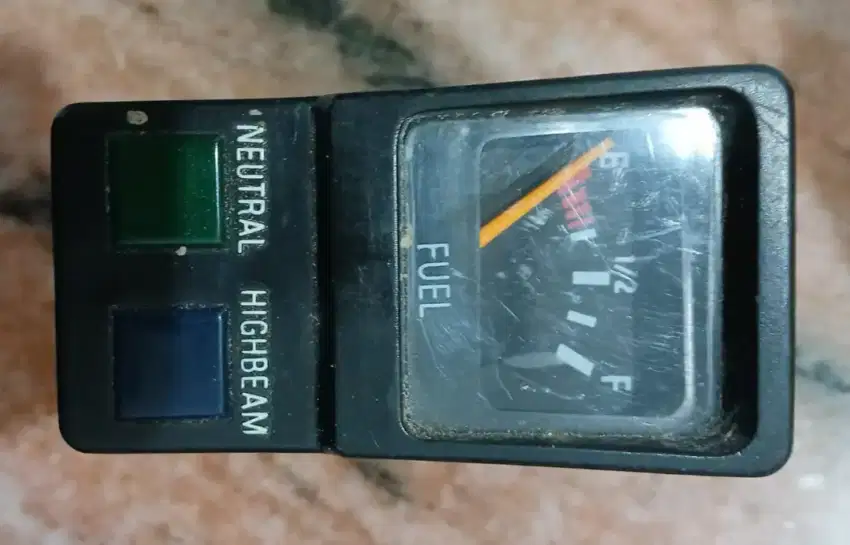 E 1/2 F
FUEL
NEUTRAL HIGHBEAM